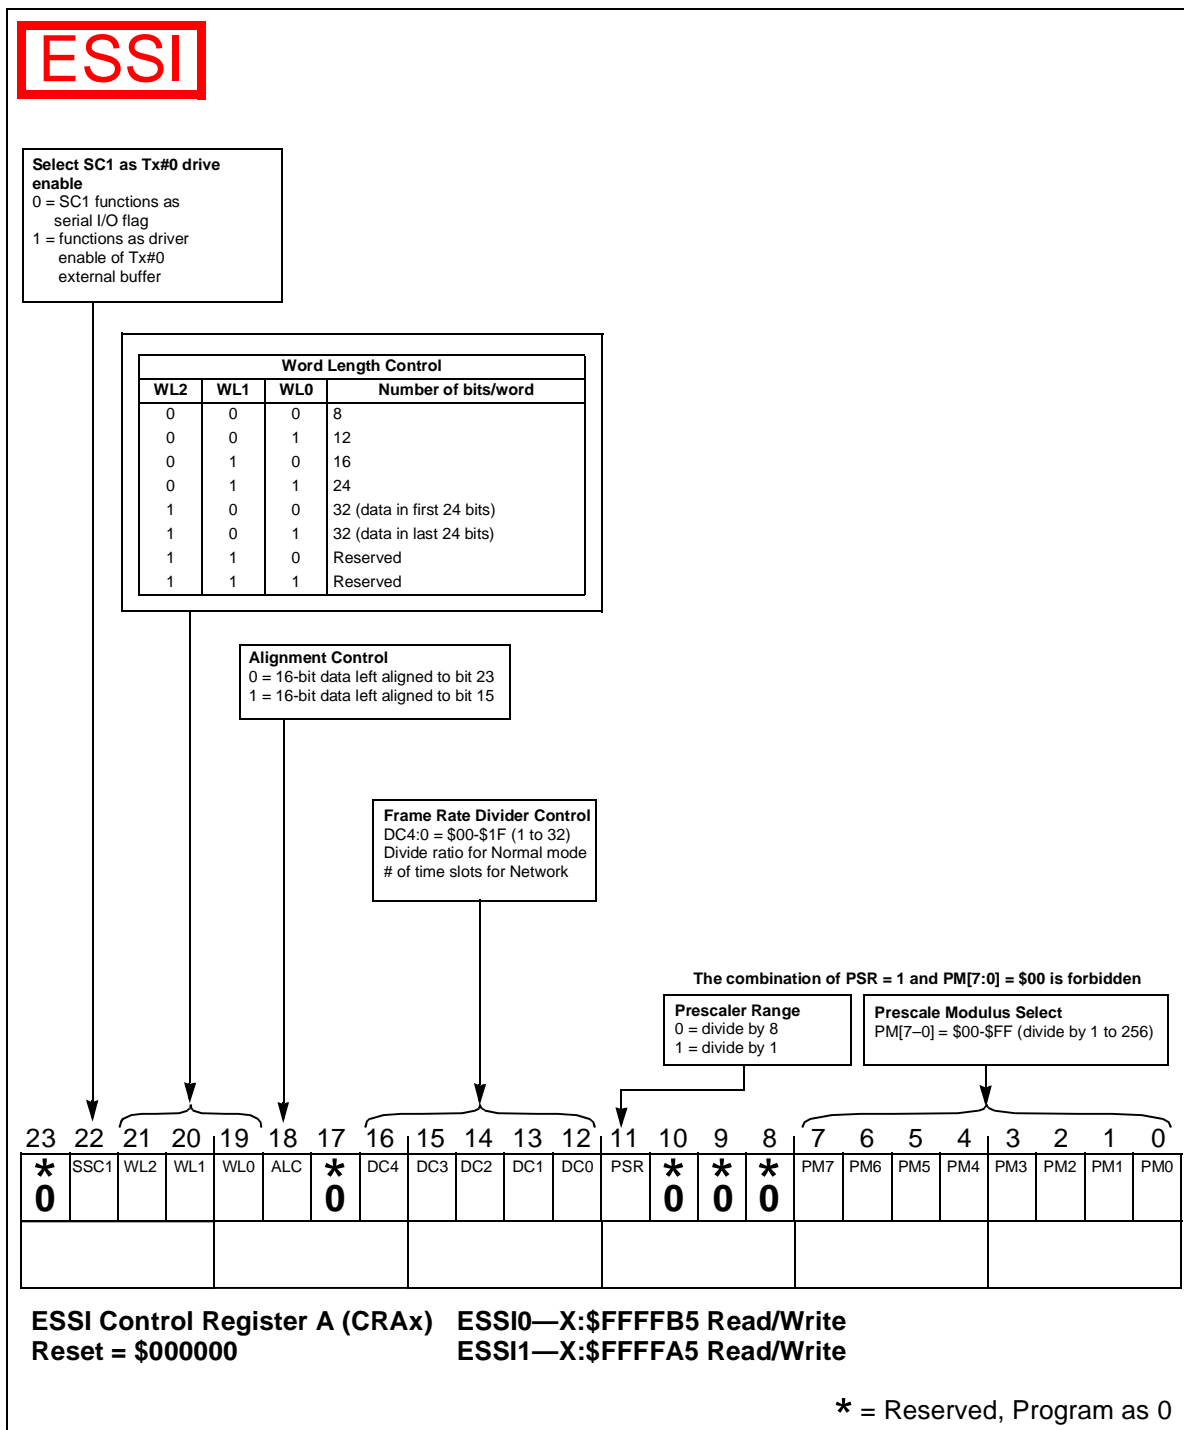 ESSI
Select SC1 as Tx#0 drive
enable
0 = SC1 functions as
serial I/O flag
1 = functions as driver
enable of Tx#0
external buffer
Word Length Control
WL2 WL1 WL0 Number of bits/word
0 0 0 8
0 0 1 12
0 1 0 16
0 1 1 24
1 0 0 32 (data in first 24 bits)
1 0 1 32 (data in last 24 bits)
1 1 0 Reserved
1 1 1 Reserved
Alignment Control
0 = 16-bit data left aligned to bit 23
1 = 16-bit data left aligned to bit 15
Frame Rate Divider Control
DC4:0 = $00-$1F (1 to 32)
Divide ratio for Normal mode
# of time slots for Network
The combination of PSR = 1 and PM[7:0] = $00 is forbidden
Prescaler Range
0 = divide by 8
1 = divide by 1
Prescale Modulus Select
PM[7–0] = $00-$FF (divide by 1 to 256)
23 22 21 20 19 18 17 16 15 14 13 12 11 10 9 8 7 6 5 4 3 2 1 0
* SSC1 WL2 WL1 WL0 ALC * DC4 DC3 DC2 DC1 DC0 PSR * * * PM7 PM6 PM5 PM4 PM3 PM2 PM1 PM0
0 0 0 0 0
ESSI Control Register A (CRAx) ESSI0—X:$FFFFB5 Read/Write
Reset = $000000 ESSI1—X:$FFFFA5 Read/Write
* = Reserved, Program as 0